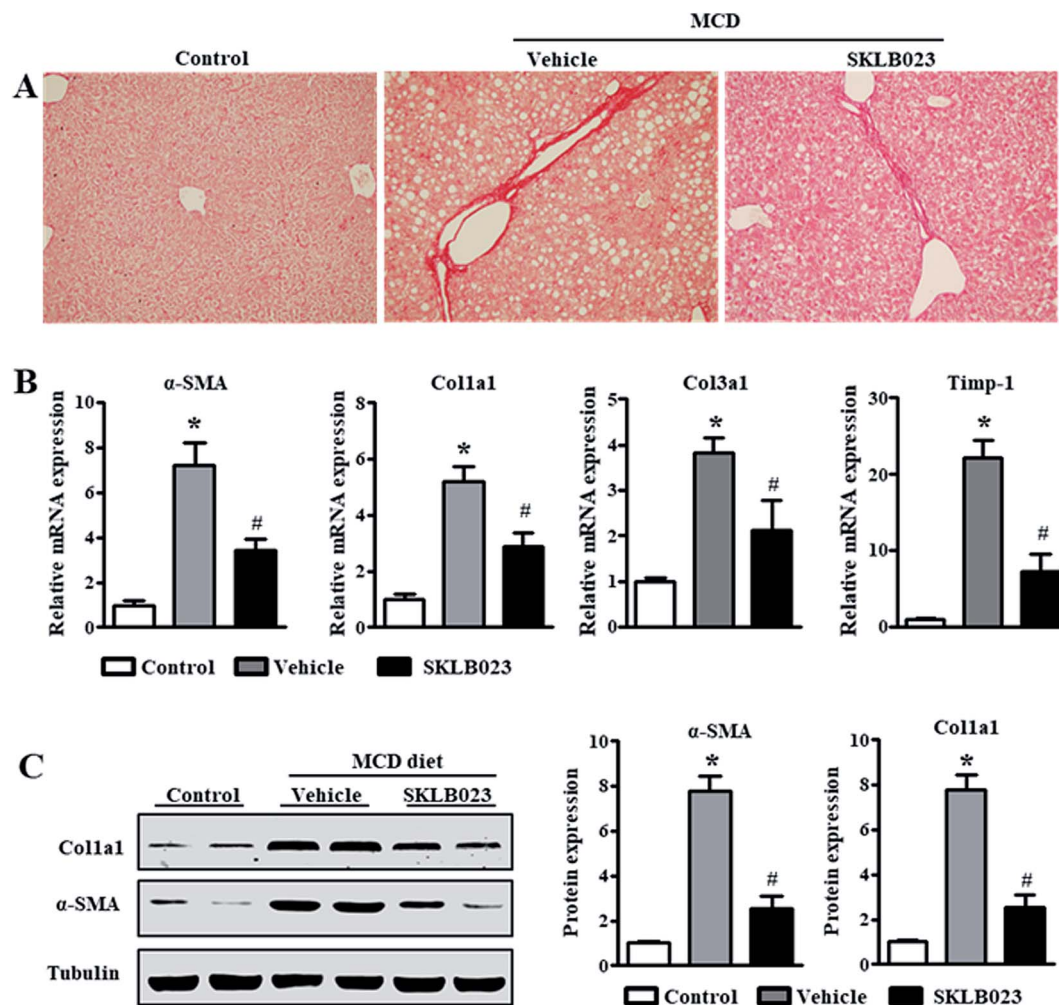 MCD
Control Vehicle SKLB023
A
B
α-SMA Col1a1 Col3a1 Timp-1
Relative mRNA expression
10
8
6
4
2
0
*
#
Relative mRNA expression
8
6
4
2
0
*
#
Relative mRNA expression
5
4
3
2
1
0
*
#
Relative mRNA expression
30
20
10
0
*
#
Control Vehicle SKLB023
C
MCD diet
Control Vehicle SKLB023
Col1a1
α-SMA
Tubulin
α-SMA Col1a1
Protein expression
10
8
6
4
2
0
*
#
Protein expression
10
8
6
4
2
0
*
#
Control Vehicle SKLB023